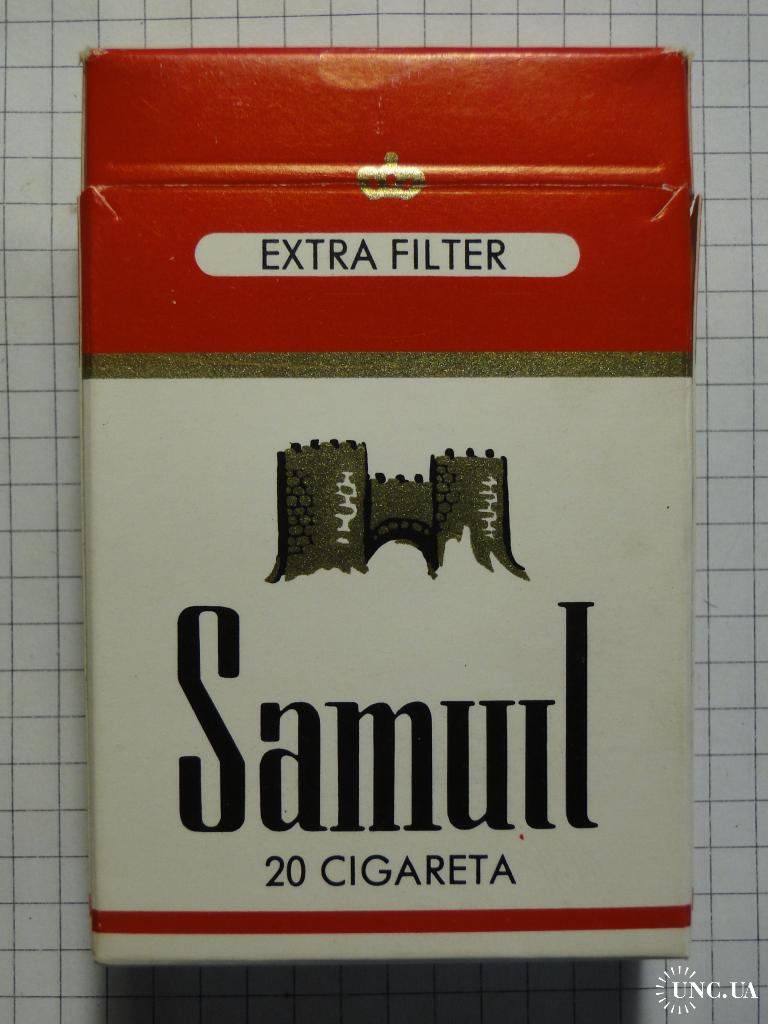 EXTRA FILTER
Samuil
20 CIGARETA
UNC.UA